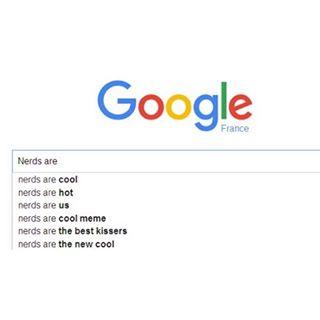 Google
France
Nerds are
nerds are cool
nerds are hot
nerds are us
nerds are cool meme
nerds are the best kissers
nerds are the new cool